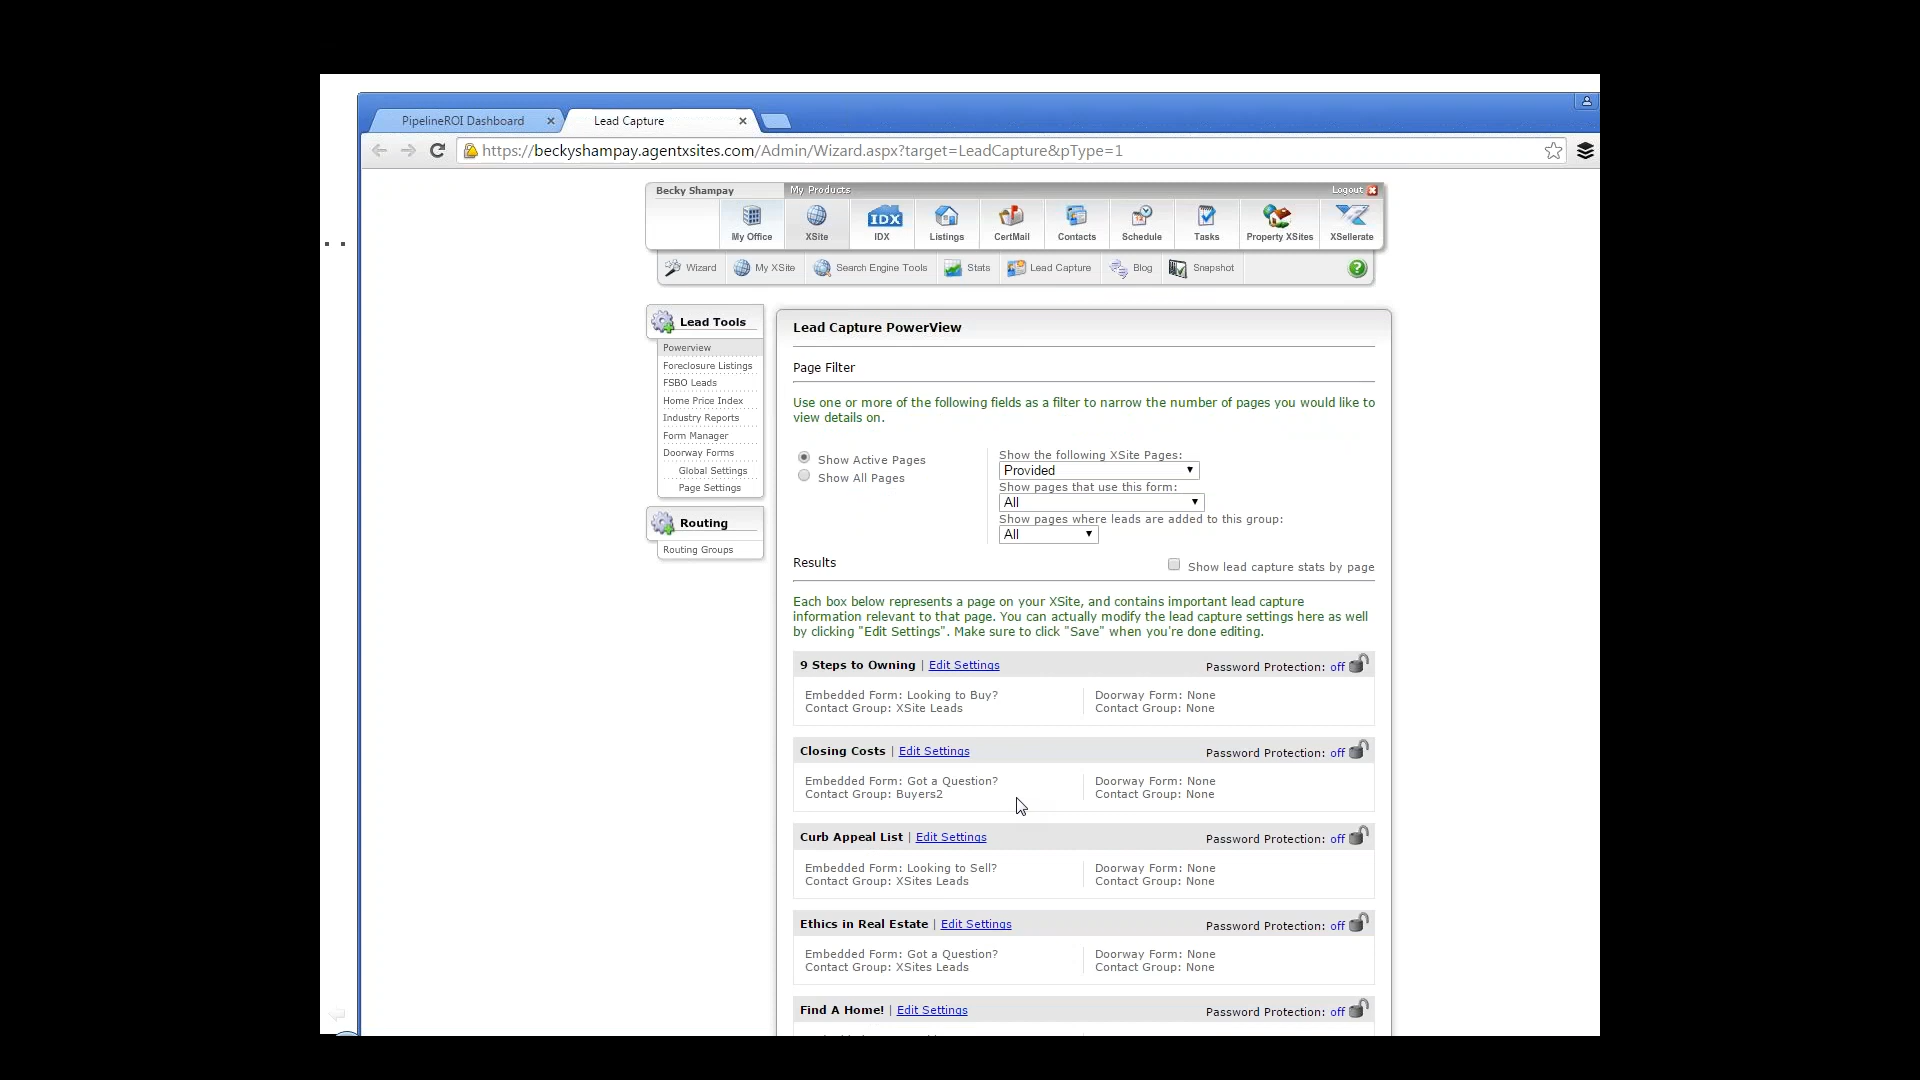 PipelineROI Dashboard
Lead Capture
https://beckyshampay.agentxsites.com/Admin/Wizard.aspx?target=LeadCapture&pType=1
Becky Shampay
My Products
Logout
My Office
XSite
IDX
IDX
Listings
CertMail
Contacts
Schedule
Tasks
Property XSites
XSellerate
Wizard
My XSite
Search Engine Tools
Stats
Lead Capture
Blog
Snapshot
Lead Tools
Powerview
Foreclosure Listings
FSBO Leads
Home Price Index
Industry Reports
Form Manager
Doorway Forms
Global Settings
Page Settings
Routing
Routing Groups
Lead Capture PowerView
Page Filter
Use one or more of the following fields as a filter to narrow the number of pages you would like to
view details on.
Show Active Pages
Show All Pages
Show the following XSite Pages:
Provided
Show pages that use this form:
All
Show pages where leads are added to this group:
All
Results
Show lead capture stats by page
Each box below represents a page on your XSite, and contains important lead capture
information relevant to that page. You can actually modify the lead capture settings here as well
by clicking "Edit Settings". Make sure to click "Save" when you're done editing.
9 Steps to Owning | Edit Settings
Password Protection: off
Embedded Form: Looking to Buy?
Contact Group: XSite Leads
Doorway Form: None
Contact Group: None
Closing Costs | Edit Settings
Password Protection: off
Embedded Form: Got a Question?
Contact Group: Buyers2
Doorway Form: None
Contact Group: None
Curb Appeal List | Edit Settings
Password Protection: off
Embedded Form: Looking to Sell?
Contact Group: XSites Leads
Doorway Form: None
Contact Group: None
Ethics in Real Estate | Edit Settings
Password Protection: off
Embedded Form: Got a Question?
Contact Group: XSites Leads
Doorway Form: None
Contact Group: None
Find A Home! | Edit Settings
Password Protection: off